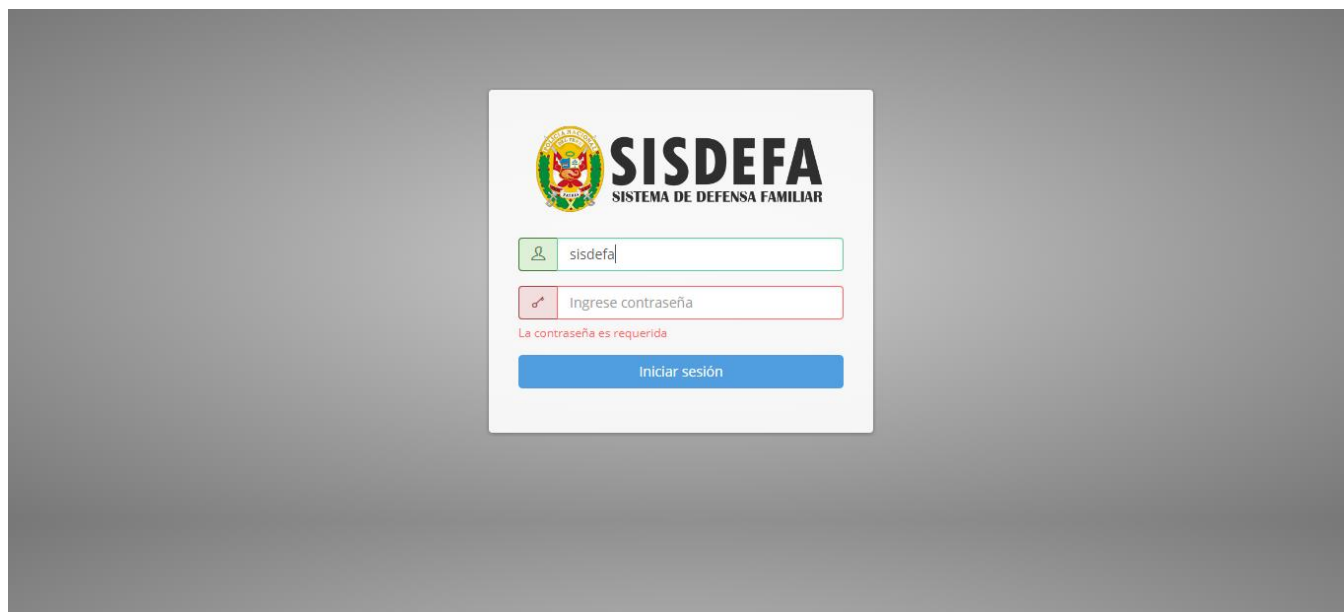 SISDEFA
SISTEMA DE DEFENSA FAMILIAR
sisdefa
Ingrese contraseña
La contraseña es requerida
Iniciar sesión